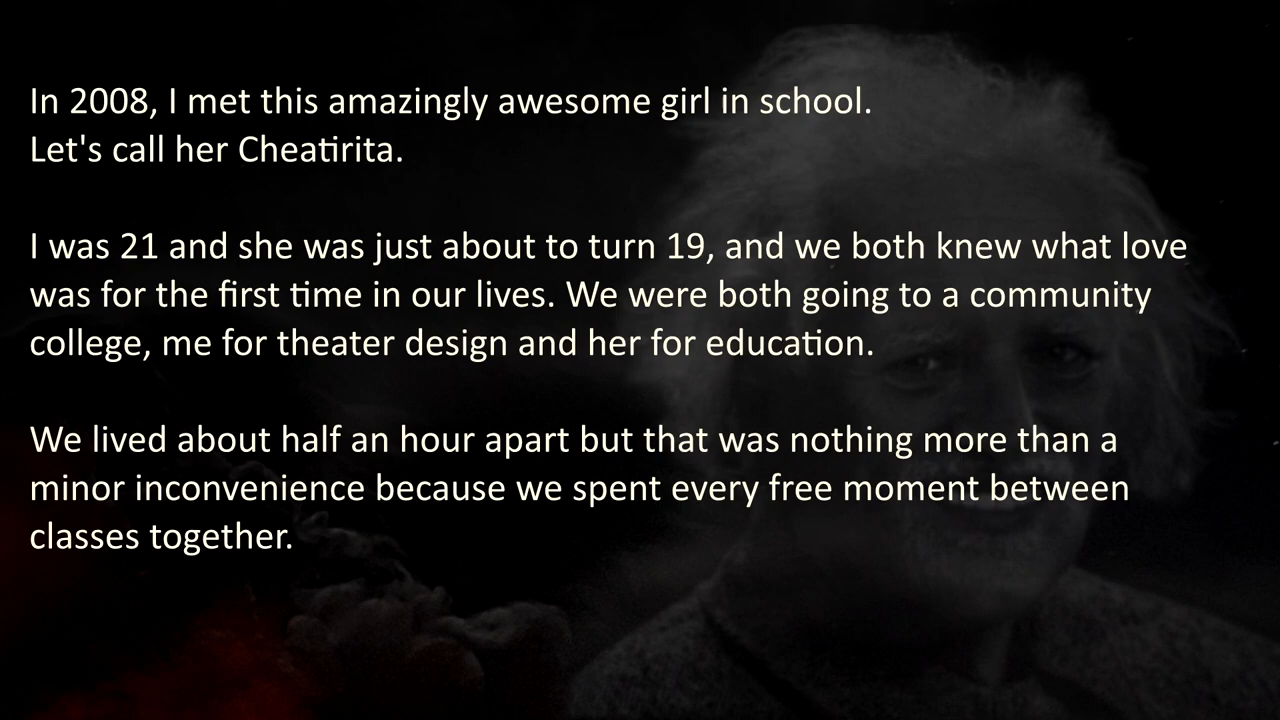 In 2008, I met this amazingly awesome girl in school.
Let's call her Cheatirita.
I was 21 and she was just about to turn 19, and we both knew what love
was for the first time in our lives. We were both going to a community
college, me for theater design and her for education.
We lived about half an hour apart but that was nothing more than a
minor inconvenience because we spent every free moment between
classes together.